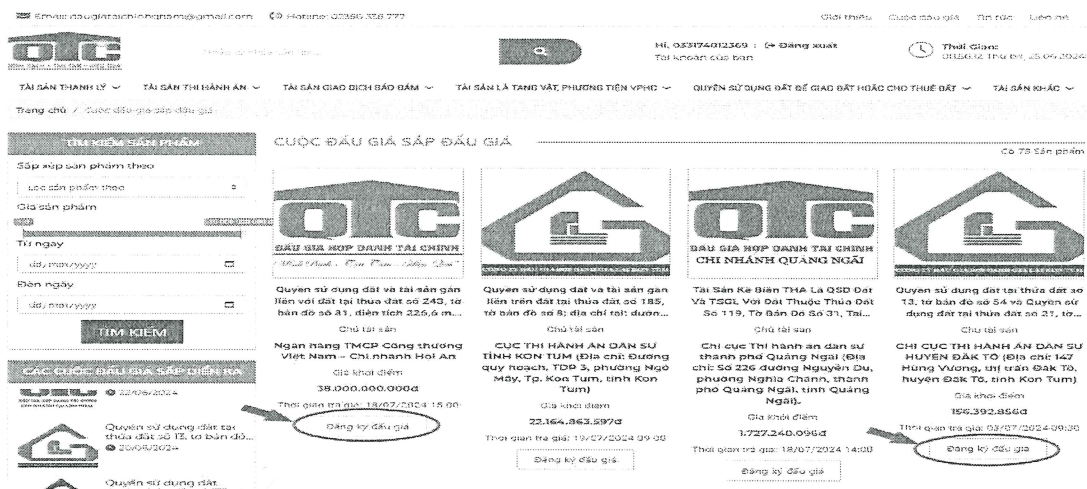 Email: daugiataichinhqnam@gmail.com
Hotline: 02355 336 777
Giới thiệu
Cuộc đấu giá
Tin tức
Liên hệ
OTC
Hi, 033174012369
Đăng xuất
Tài khoản của bạn
Thời Gian:
TÀI SẢN THANH LÝ
TÀI SẢN THI HÀNH ÁN
TÀI SẢN GIAO DỊCH BẢO ĐẢM
TÀI SẢN LÀ TANG VẬT, PHƯƠNG TIỆN VPHC
QUYỀN SỬ DỤNG ĐẤT ĐỂ GIAO ĐẤT HOẶC CHO THUÊ ĐẤT
TÀI SẢN KHÁC
Trang chủ / Cuộc đấu giá sắp đấu giá
TÌM KIẾM SẢN PHẨM
Sắp xếp sản phẩm theo
Lọc sản phẩm theo
Giá sản phẩm
Từ ngày
dd/mm/yyyy
Đến ngày
dd/mm/yyyy
TÌM KIẾM
CÁC CUỘC ĐẤU GIÁ SẮP DIỄN RA
22/06/2024
Quyền sử dụng đất tại
thửa đất số 13, tờ bản đồ...
20/06/2024
Quyền sử dụng đất
CUỘC ĐẤU GIÁ SẮP ĐẤU GIÁ
Có 75 Sản phẩm
OTC
ĐẤU GIÁ HỢP DANH TÀI CHÍNH
Quyền sử dụng đất và tài sản gắn
liền với đất tại thửa đất số 243, tờ
bản đồ số 31, diện tích 226,6 m...
Chủ tài sản
Ngân hàng TMCP Công thương
Việt Nam – Chi nhánh Hội An
Giá khởi điểm
38.000.000.000đ
Thời gian trả giá: 18/07/2024 15:00
Đăng ký đấu giá
Quyền sử dụng đất và tài sản gắn
liền trên đất tại thửa đất số 185,
tờ bản đồ số 8; địa chỉ tại: đườn...
Chủ tài sản
CỤC THI HÀNH ÁN DÂN SỰ
TỈNH KON TUM (Địa chỉ: Đường
quy hoạch, TDP 3, phường Ngô
Mây, Tp. Kon Tum, tỉnh Kon
Tum)
Giá khởi điểm
22.164.863.597đ
Thời gian trả giá: 19/07/2024 09:00
Đăng ký đấu giá
OTC
ĐẤU GIÁ HỢP DANH TÀI CHÍNH
CHI NHÁNH QUẢNG NGÃI
Tài Sản Kê Biên THA Là QSD Đất
Và TSGL Với Đất Thuộc Thửa Đất
Số 119, Tờ Bản Đồ Số 31, Tại...
Chủ tài sản
Chi cục Thi hành án dân sự
thành phố Quảng Ngãi (Địa
chỉ: Số 226 đường Nguyễn Du,
phường Nghĩa Chánh, thành
phố Quảng Ngãi, tỉnh Quảng
Ngãi).
Giá khởi điểm
1.727.240.096đ
Thời gian trả giá: 18/07/2024 14:00
Đăng ký đấu giá
Quyền sử dụng đất tại thửa đất số
13, tờ bản đồ số 54 và Quyền sử
dụng đất tại thửa đất số 21, tờ...
Chủ tài sản
CHI CỤC THI HÀNH ÁN DÂN SỰ
HUYỆN ĐĂK TÔ (Địa chỉ: 147
Hùng Vương, thị trấn Đăk Tô,
huyện Đăk Tô, tỉnh Kon Tum)
Giá khởi điểm
156.392.856đ
Thời gian trả giá: 03/07/2024 09:30
Đăng ký đấu giá